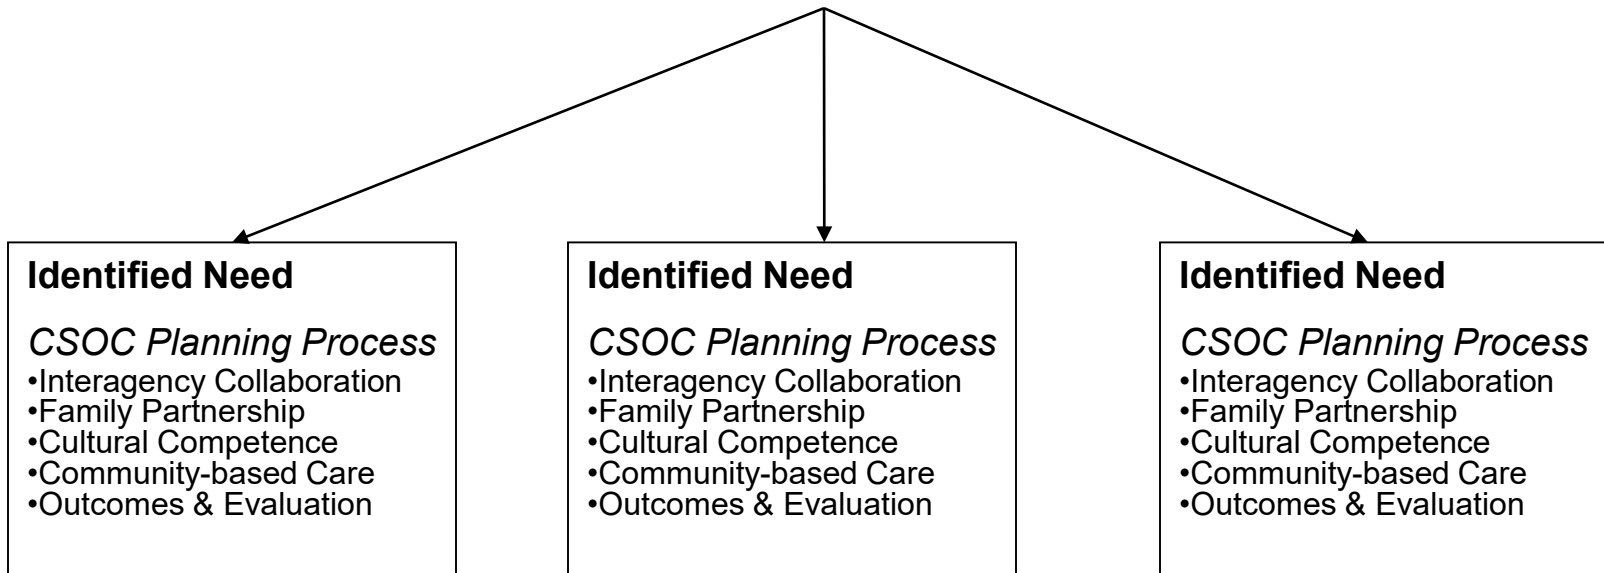 Identified Need
CSOC Planning Process
•Interagency Collaboration
•Family Partnership
•Cultural Competence
•Community-based Care
•Outcomes & Evaluation
Identified Need
CSOC Planning Process
•Interagency Collaboration
•Family Partnership
•Cultural Competence
•Community-based Care
•Outcomes & Evaluation
Identified Need
CSOC Planning Process
•Interagency Collaboration
•Family Partnership
•Cultural Competence
•Community-based Care
•Outcomes & Evaluation